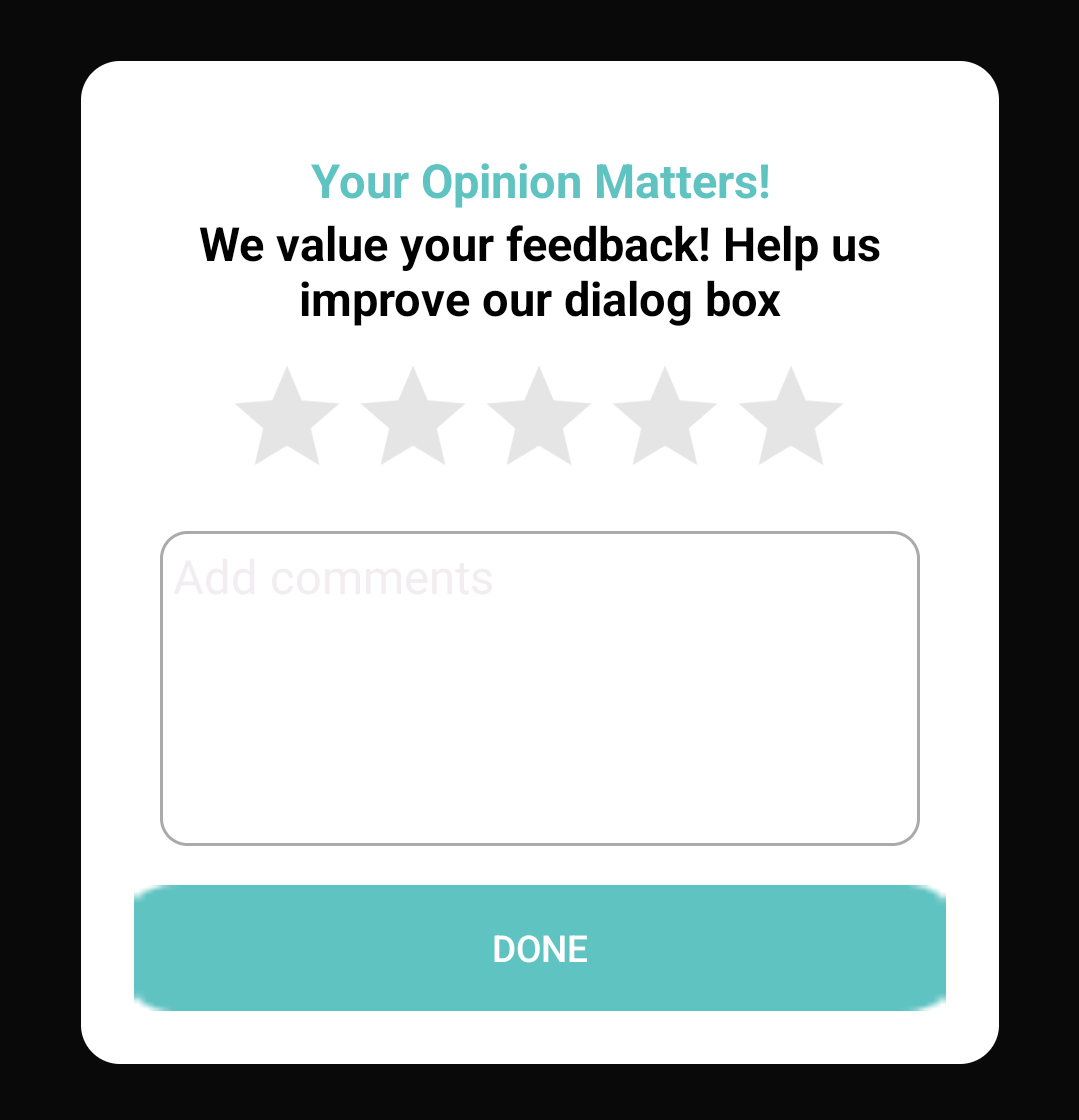 Your Opinion Matters!
We value your feedback! Help us
improve our dialog box
Add comments
DONE